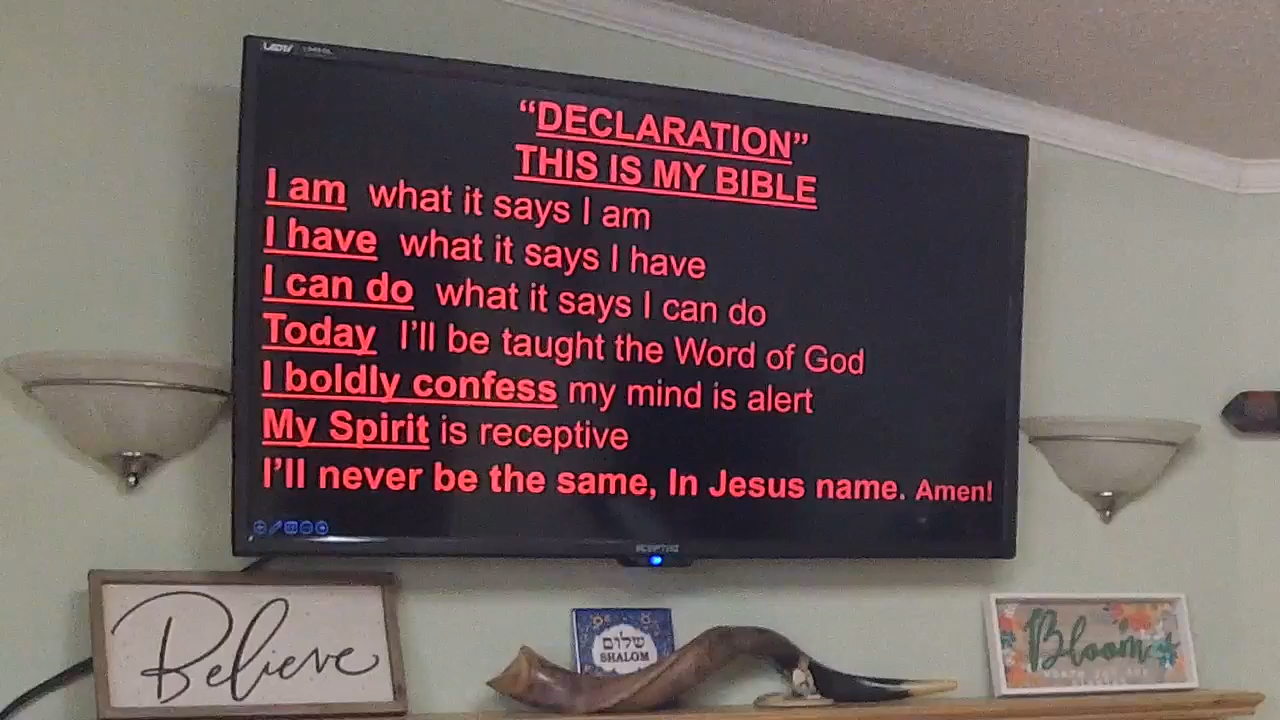 LEDTV
“DECLARATION”
THIS IS MY BIBLE
I am what it says I am
I have what it says I have
I can do what it says I can do
Today I’ll be taught the Word of God
I boldly confess my mind is alert
My Spirit is receptive
I’ll never be the same, In Jesus name. Amen!
SCEPTRE
Believe
שלום
SHALOM
Bloom